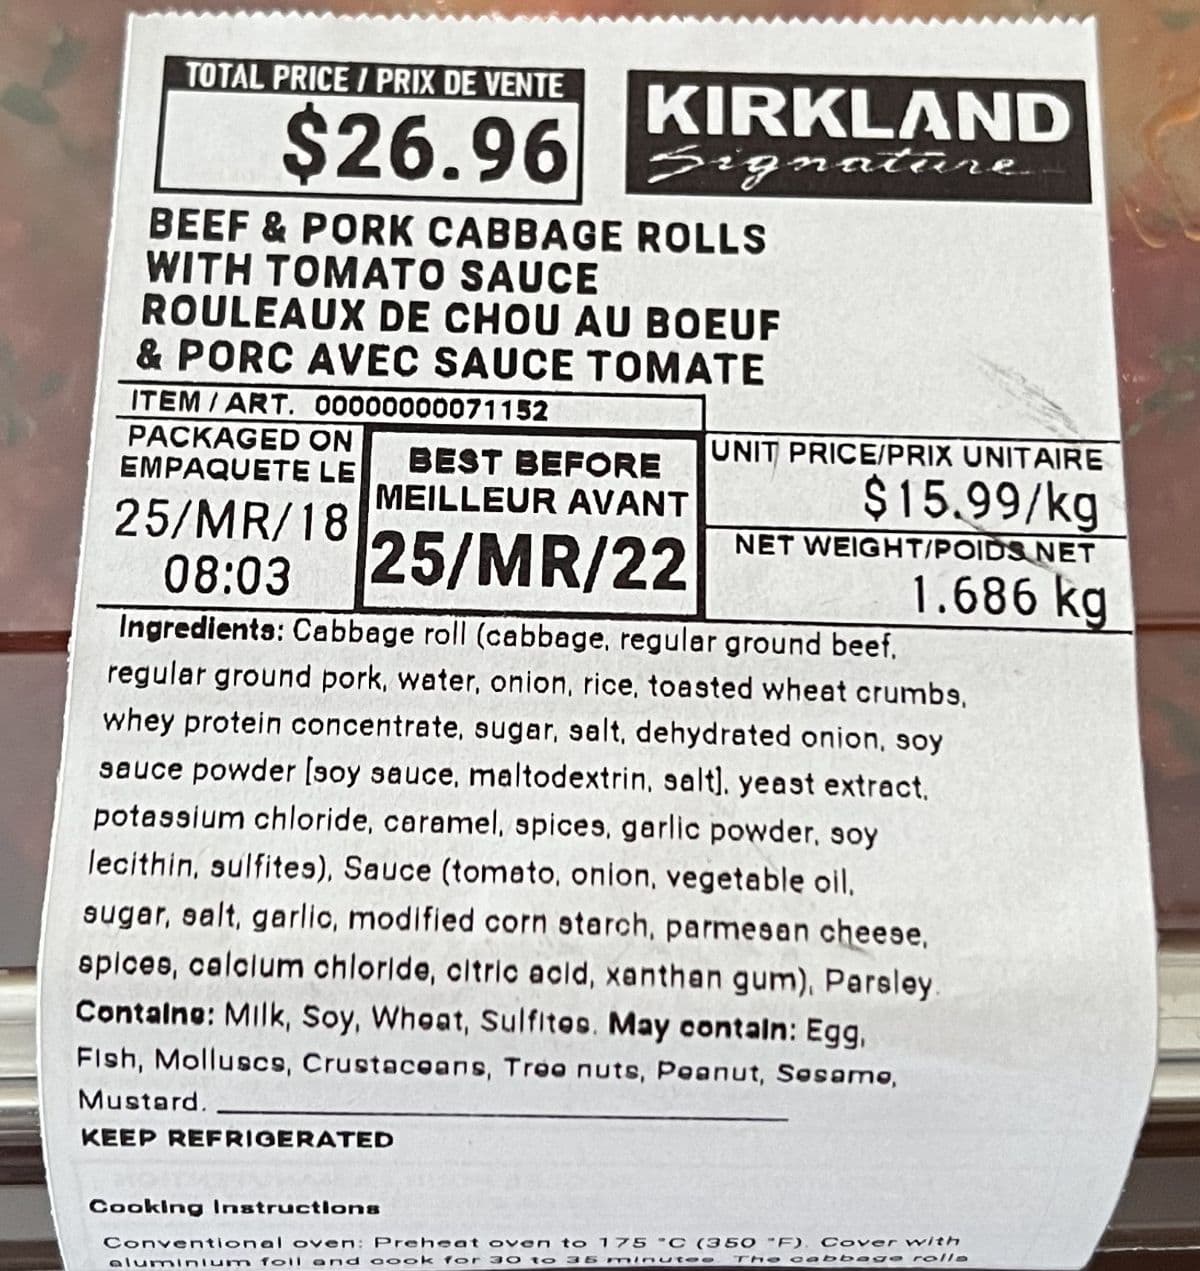 TOTAL PRICE / PRIX DE VENTE
$26.96
KIRKLAND
Signature
BEEF & PORK CABBAGE ROLLS
WITH TOMATO SAUCE
ROULEAUX DE CHOU AU BOEUF
& PORC AVEC SAUCE TOMATE
ITEM / ART. 00000000071152
PACKAGED ON
EMPAQUETE LE
25/MR/18
08:03
BEST BEFORE
MEILLEUR AVANT
25/MR/22
UNIT PRICE/PRIX UNITAIRE
$15.99/kg
NET WEIGHT/POIDS NET
1.686 kg
Ingredients: Cabbage roll (cabbage, regular ground beef,
regular ground pork, water, onion, rice, toasted wheat crumbs,
whey protein concentrate, sugar, salt, dehydrated onion, soy
sauce powder [soy sauce, maltodextrin, salt], yeast extract,
potassium chloride, caramel, spices, garlic powder, soy
lecithin, sulfites), Sauce (tomato, onion, vegetable oil,
sugar, salt, garlic, modified corn starch, parmesan cheese,
spices, calcium chloride, citric acid, xanthan gum), Parsley.
Contains: Milk, Soy, Wheat, Sulfites. May contain: Egg,
Fish, Molluscs, Crustaceans, Tree nuts, Peanut, Sesame,
Mustard.
KEEP REFRIGERATED
Cooking Instructions
Conventional oven: Preheat oven to 175 °C (350 °F). Cover with
aluminium foil and cook for 30 to 35 minutes. The cabbage rolls